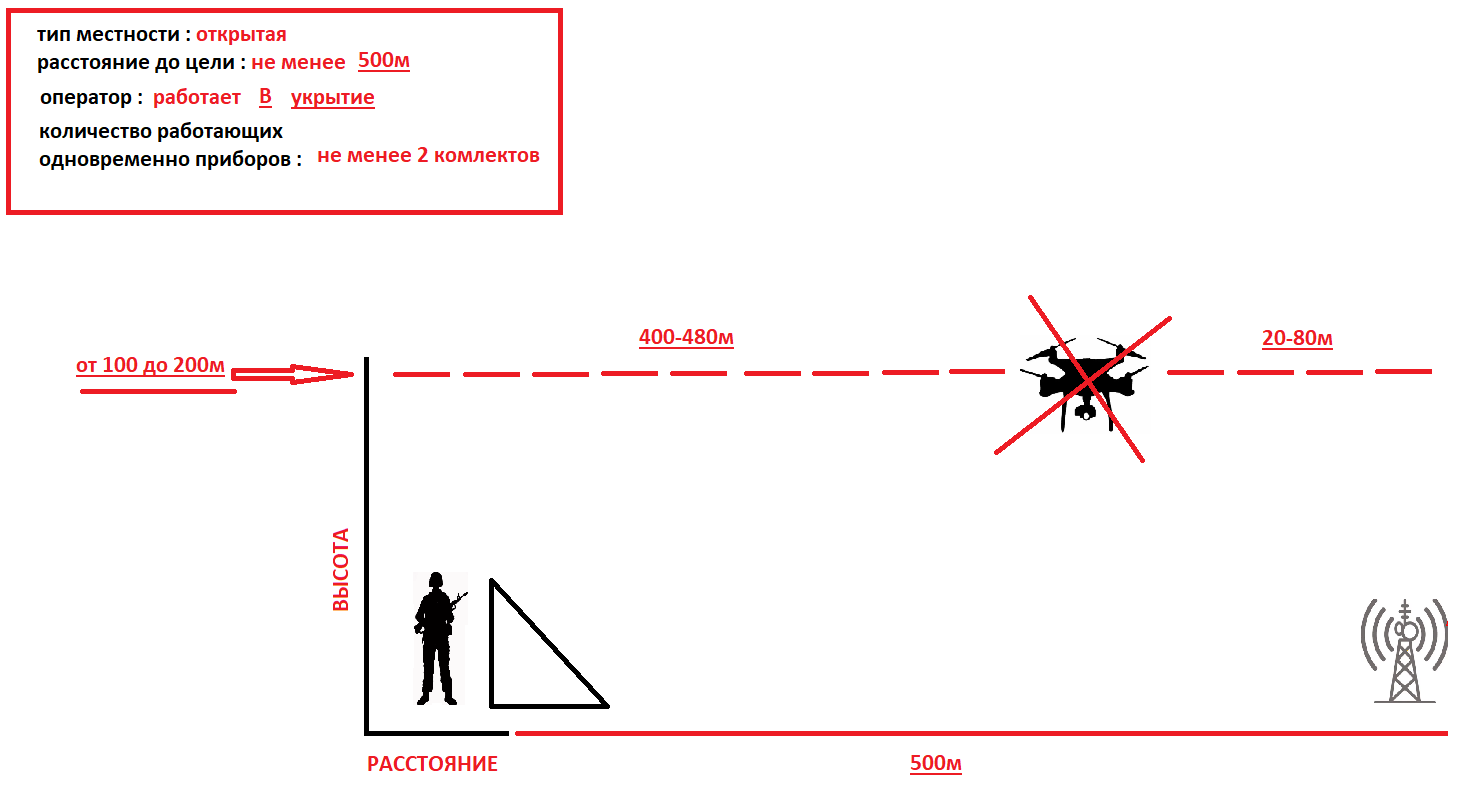 тип местности : открытая
расстояние до цели : не менее 500м
оператор : работает В укрытие
количество работающих
одновременно приборов : не менее 2 комлектов
400-480м
20-80м
от 100 до 200м
ВЫСОТА
РАССТОЯНИЕ
500м